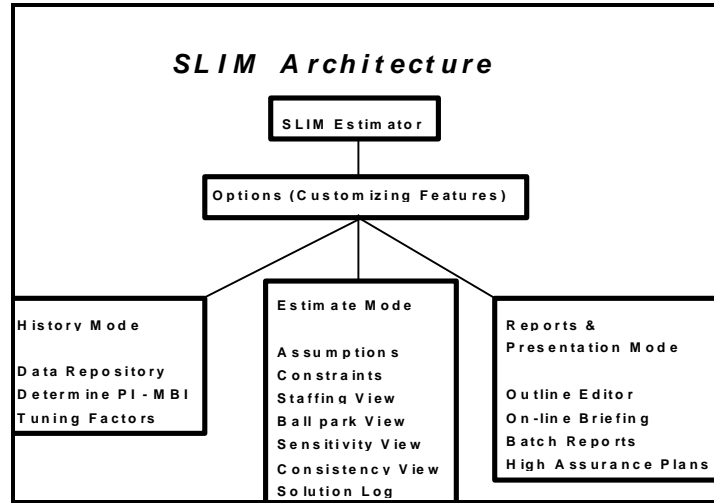 SLIM Architecture
SLIM Estimator
Options (Customizing Features)
History Mode
Data Repository
Determine PI - MBI
Tuning Factors
Estimate Mode
Assumptions
Constraints
Staffing View
Ball park View
Sensitivity View
Consistency View
Solution Log
Reports &
Presentation Mode
Outline Editor
On-line Briefing
Batch Reports
High Assurance Plans